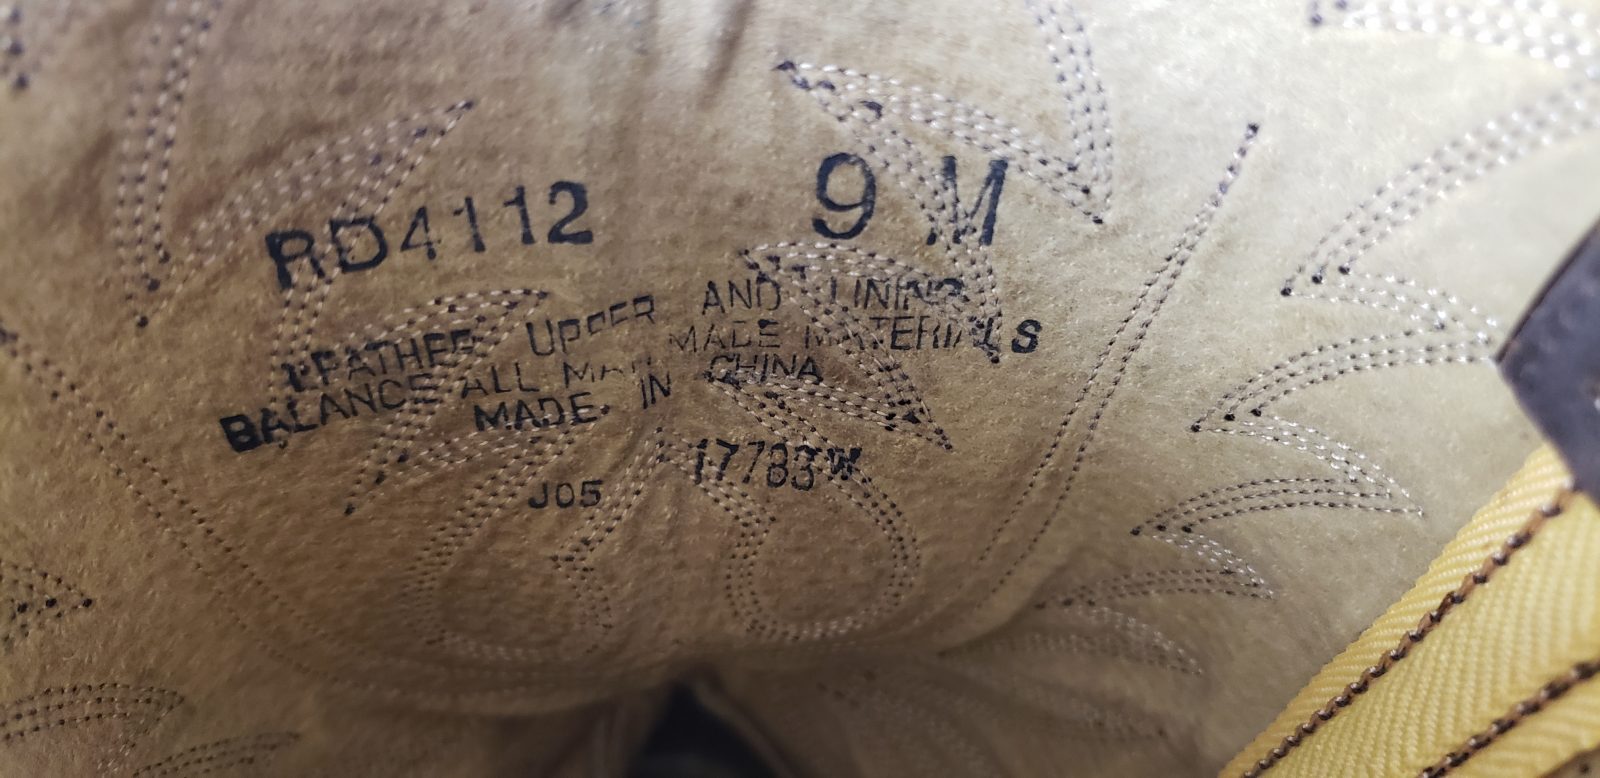 RD4112 9 M
LEATHER UPPER AND LINING
BALANCE ALL MAN MADE MATERIALS
MADE IN CHINA
J05 17783W